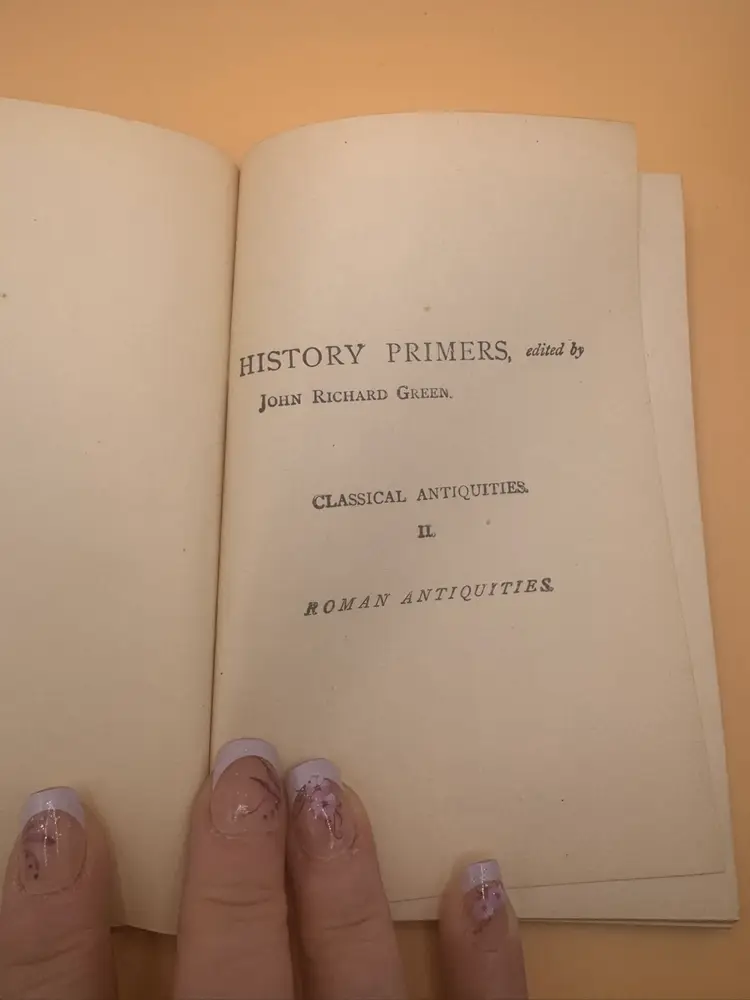 HISTORY PRIMERS, edited by
JOHN RICHARD GREEN.
CLASSICAL ANTIQUITIES.
II.
ROMAN ANTIQUITIES.